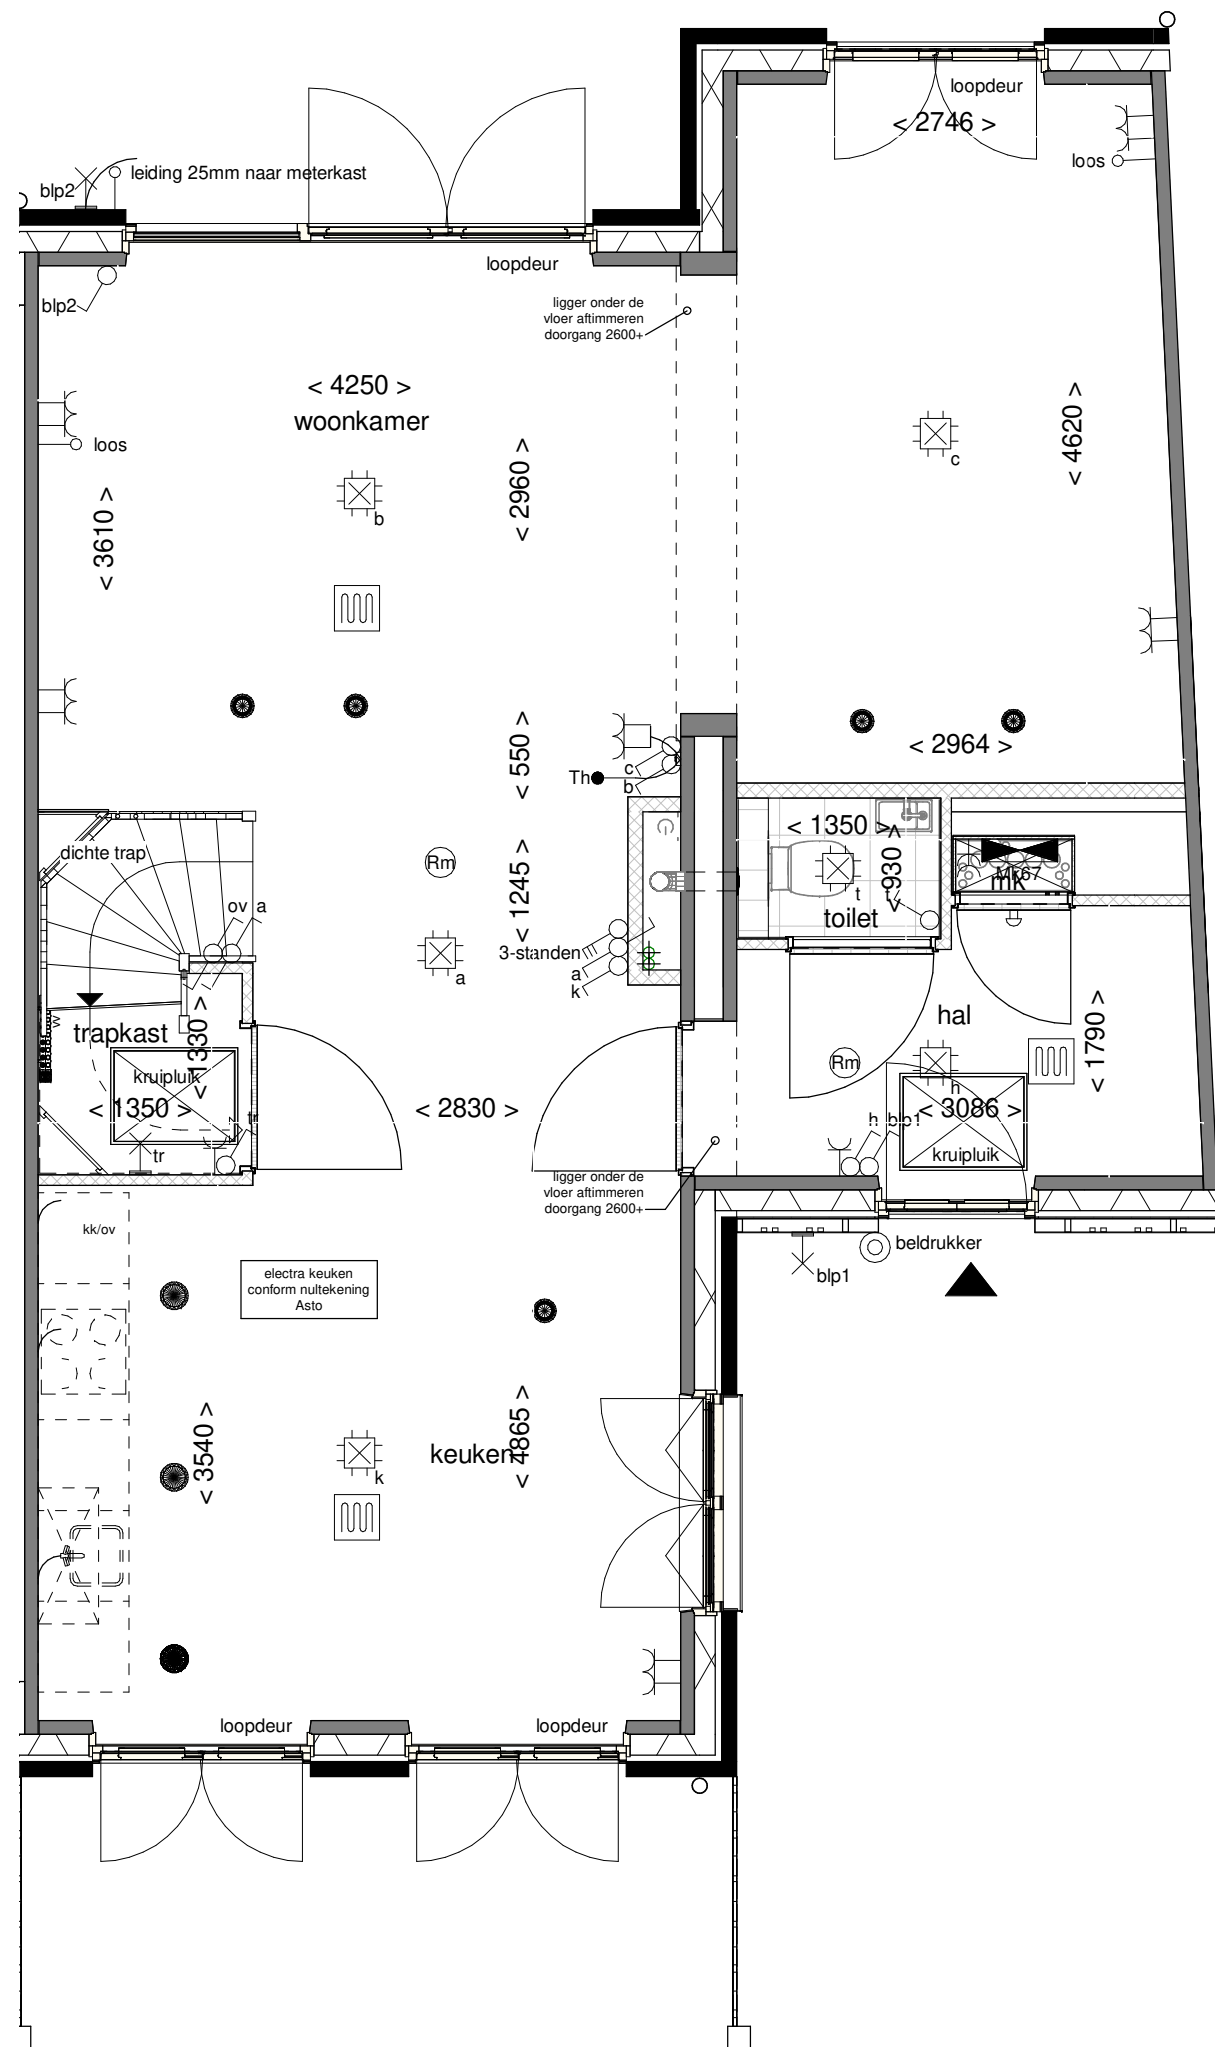 loopdeur
< 2746 >
loos
blp2
leiding 25mm naar meterkast
loopdeur
blp2
ligger onder de
vloer aftimmeren
doorgang 2600+
< 4250 >
woonkamer
loos
< 2960 >
< 4620 >
c
b
< 3610 >
< 550 >
< 2964 >
Th
c
b
dichte trap
Rm
< 1350 >
< 930 >
t
t
toilet
mk
Mk67
ov
a
< 1245 >
3-standen
a
k
a
W
trapkast
< 1330 >
kruipluik
< 1350 >
tr
tr
< 2830 >
hal
Rm
h
< 1790 >
< 3086 >
h
blp1
kruipluik
ligger onder de
vloer aftimmeren
doorgang 2600+
kk/ov
beldrukker
blp1
electra keuken
conform nultekening
Asto
< 3540 >
keuken
< 4865 >
k
loopdeur
loopdeur